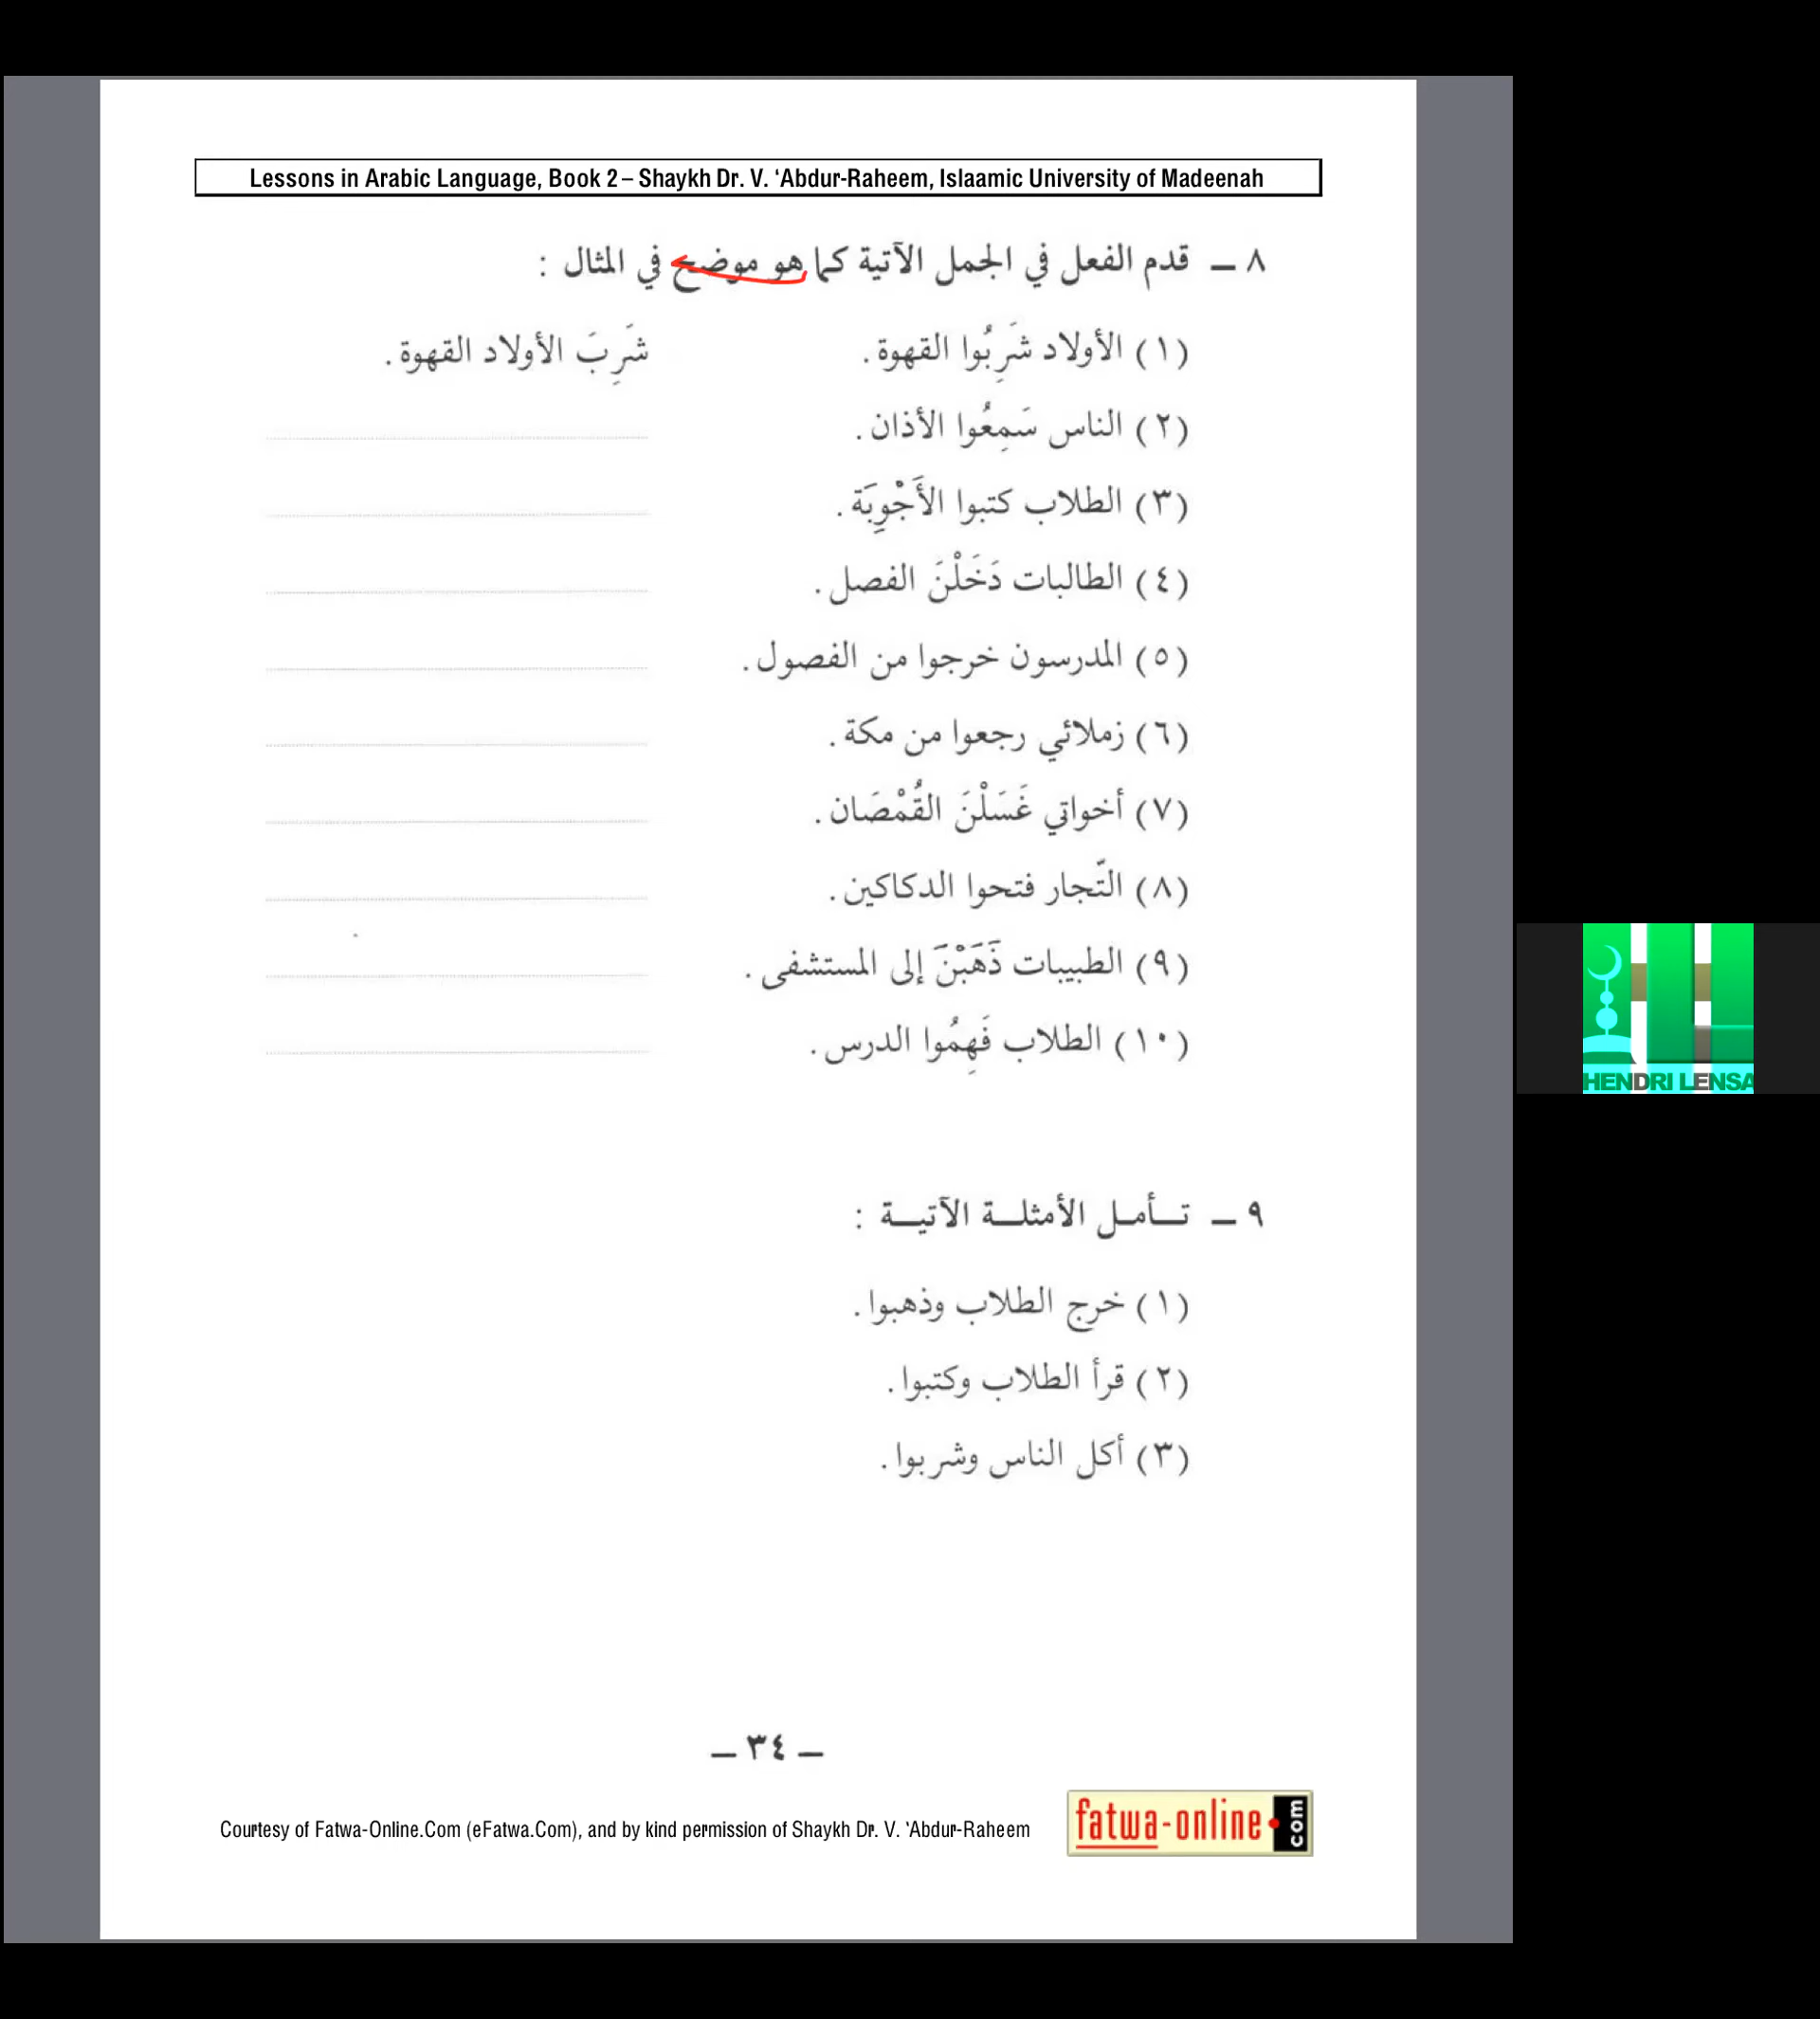 Lessons in Arabic Language, Book 2 – Shaykh Dr. V. ‘Abdur-Raheem, Islaamic University of Madeenah
٨ ــ قدم الفعل في الجمل الآتية كما هو موضح في المثال :
(١) الأولاد شَرِبُوا القهوة . شَرِبَ الأولاد القهوة .
(٢) الناس سَمِعُوا الأذان .
(٣) الطلاب كتبوا الأَجْوِبَة .
(٤) الطالبات دَخَلْنَ الفصل .
(٥) المدرسون خرجوا من الفصول .
(٦) زملائي رجعوا من مكة .
(٧) أخواتي غَسَلْنَ القُمْصَان .
(٨) التّجار فتحوا الدكاكين .
(٩) الطبيبات ذَهَبْنَ إلى المستشفى .
(١٠) الطلاب فَهِمُوا الدرس .
٩ ــ تــأمـل الأمثلــة الآتيــة :
(١) خرج الطلاب وذهبوا .
(٢) قرأ الطلاب وكتبوا .
(٣) أكل الناس وشربوا .
ــ ٣٤ ــ
Courtesy of Fatwa-Online.Com (eFatwa.Com), and by kind permission of Shaykh Dr. V. ‘Abdur-Raheem
fatwa-online.com
HENDRI LENSA